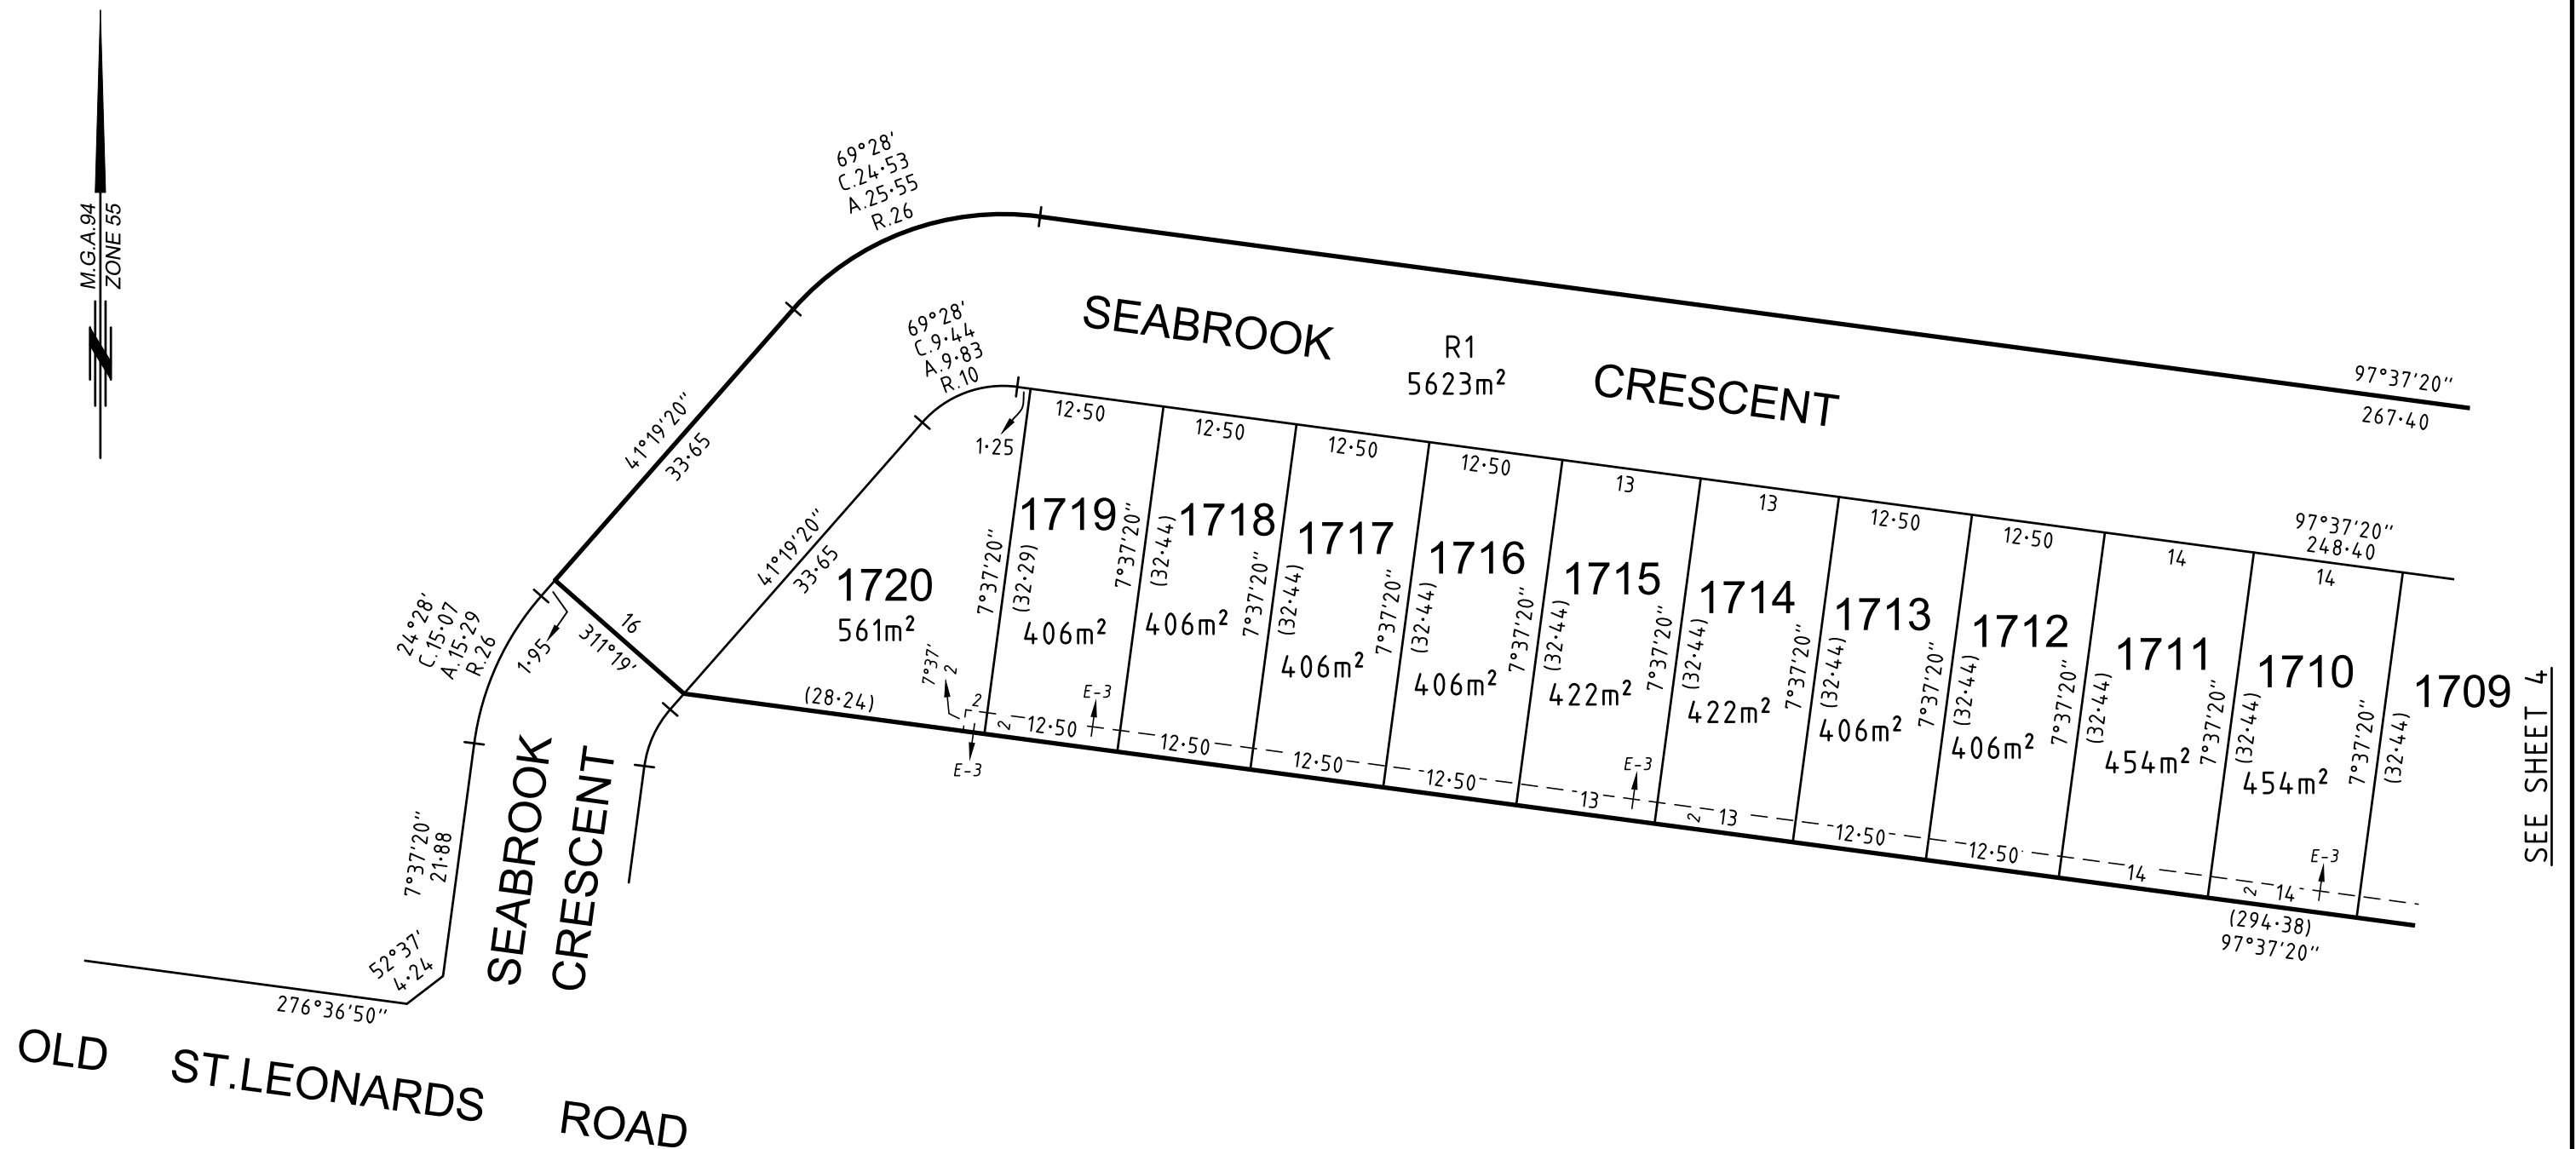 M.G.A.94
ZONE 55
69°28'
C.24·53
A.25·55
R.26
SEABROOK CRESCENT
R1
5623m²
97°37'20"
267·40
41°19'20"
33·65
69°28'
C.9·44
A.9·83
R.10
1·25
12·50
12·50
12·50
12·50
13
13
12·50
12·50
14
14
97°37'20"
248·40
41°19'20"
33·65
1720
561m²
7°37'20"
(32·29)
1719
406m²
7°37'20"
(32·44)
1718
406m²
7°37'20"
(32·44)
1717
406m²
7°37'20"
(32·44)
1716
406m²
7°37'20"
(32·44)
1715
422m²
7°37'20"
(32·44)
1714
422m²
7°37'20"
(32·44)
1713
406m²
7°37'20"
(32·44)
1712
406m²
7°37'20"
(32·44)
1711
454m²
7°37'20"
(32·44)
1710
454m²
7°37'20"
(32·44)
1709
SEE SHEET 4
24°28'
C.15·07
A.15·29
R.26
1·95
16
311°19'
(28·24)
7°37'
2
2
2
E-3
E-3
12·50
12·50
12·50
12·50
13
E-3
2
13
12·50
12·50
14
2
14
E-3
(294·38)
97°37'20"
7°37'20"
21·88
SEABROOK
CRESCENT
52°37'
4·24
276°36'50"
OLD ST.LEONARDS ROAD